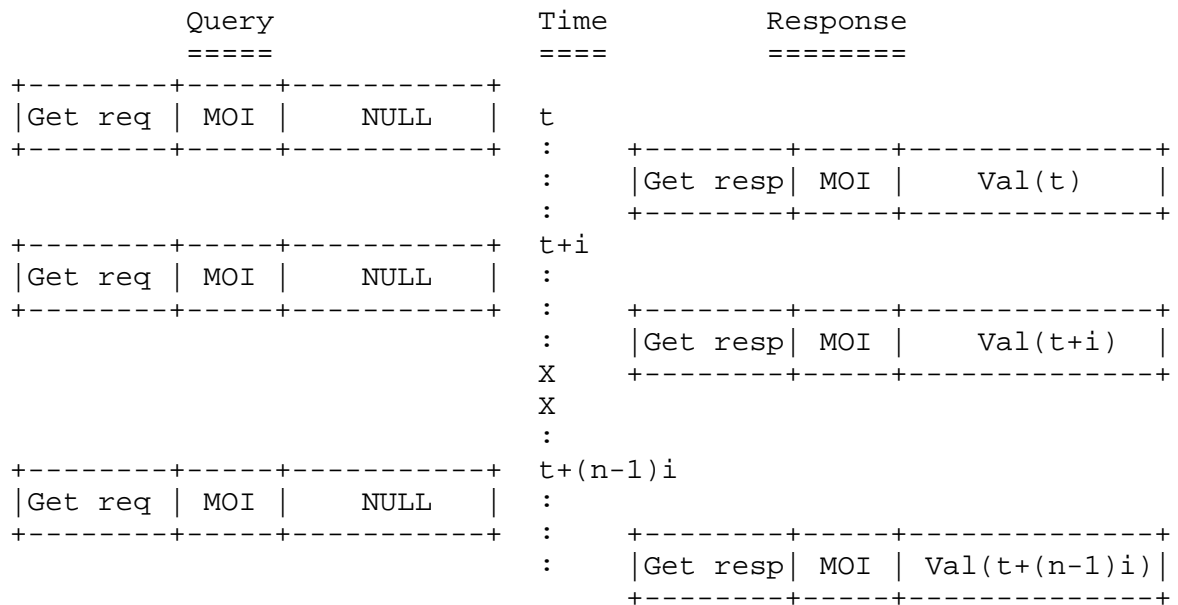 Query                  Time         Response
        =====                  ====         ========
+--------+-----+-----------+
|Get req | MOI |    NULL   |  t
+--------+-----+-----------+  :    +--------+-----+--------------+
                              :    |Get resp| MOI |    Val(t)    |
                              :    +--------+-----+--------------+
+--------+-----+-----------+  t+i
|Get req | MOI |    NULL   |  :
+--------+-----+-----------+  :    +--------+-----+--------------+
                              :    |Get resp| MOI |    Val(t+i)  |
                              X    +--------+-----+--------------+
                              X
                              :
+--------+-----+-----------+  t+(n-1)i
|Get req | MOI |    NULL   |  :
+--------+-----+-----------+  :    +--------+-----+--------------+
                              :    |Get resp| MOI | Val(t+(n-1)i)|
                                   +--------+-----+--------------+